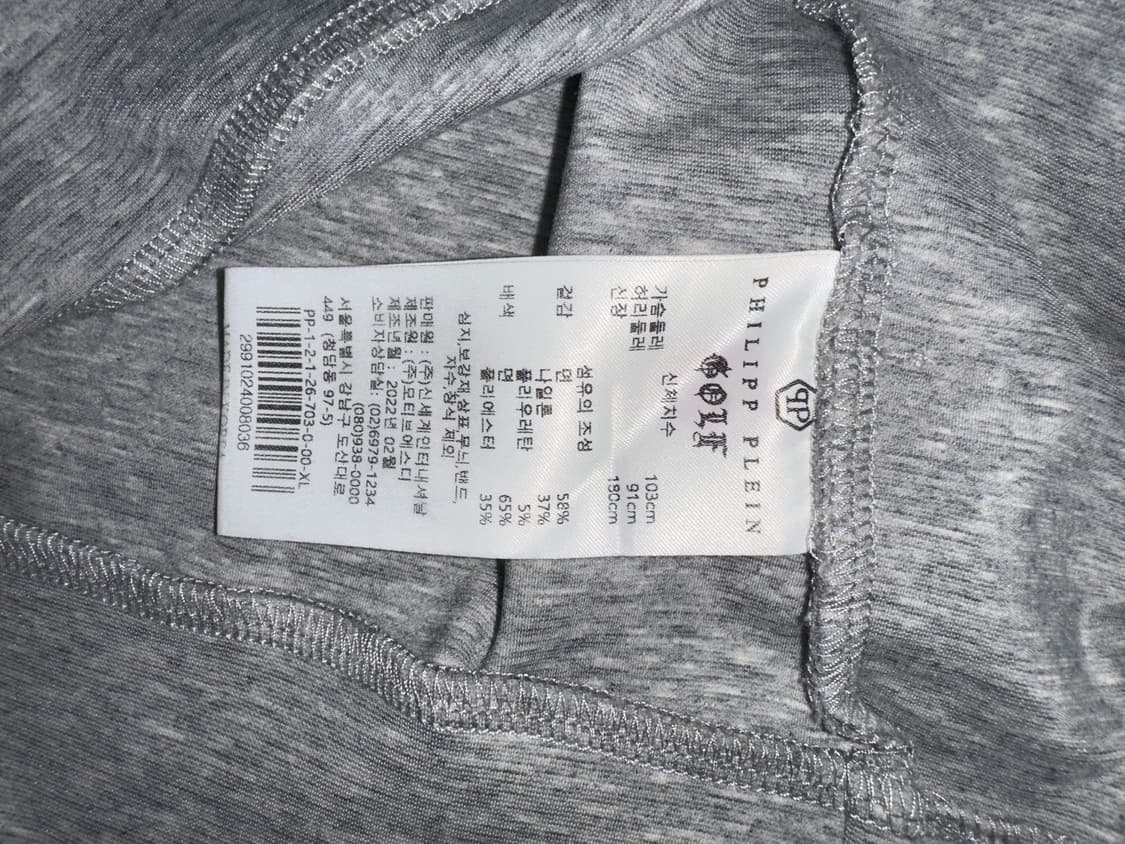 PP
PHILIPP PLEIN
GOLF
신체치수
가슴둘레 103cm
허리둘레 91cm
신장 180cm
섬유의 조성
겉감 면 58%
나일론 37%
폴리우레탄 5%
배색 면 65%
폴리에스터 35%
심지,보강재,상표,무늬,밴드,
자수,장식 제외
판매원 : (주)신세계인터내셔날
제조원 : (주)모티브에스디
제조년월 : 2022년 02월
소비자상담실: (02)6979-1234
(080)938-0000
서울특별시 강남구 도산대로
449 (청담동 97-5)
PP-1-2-1-26-703-0-00-XL
2991024008036